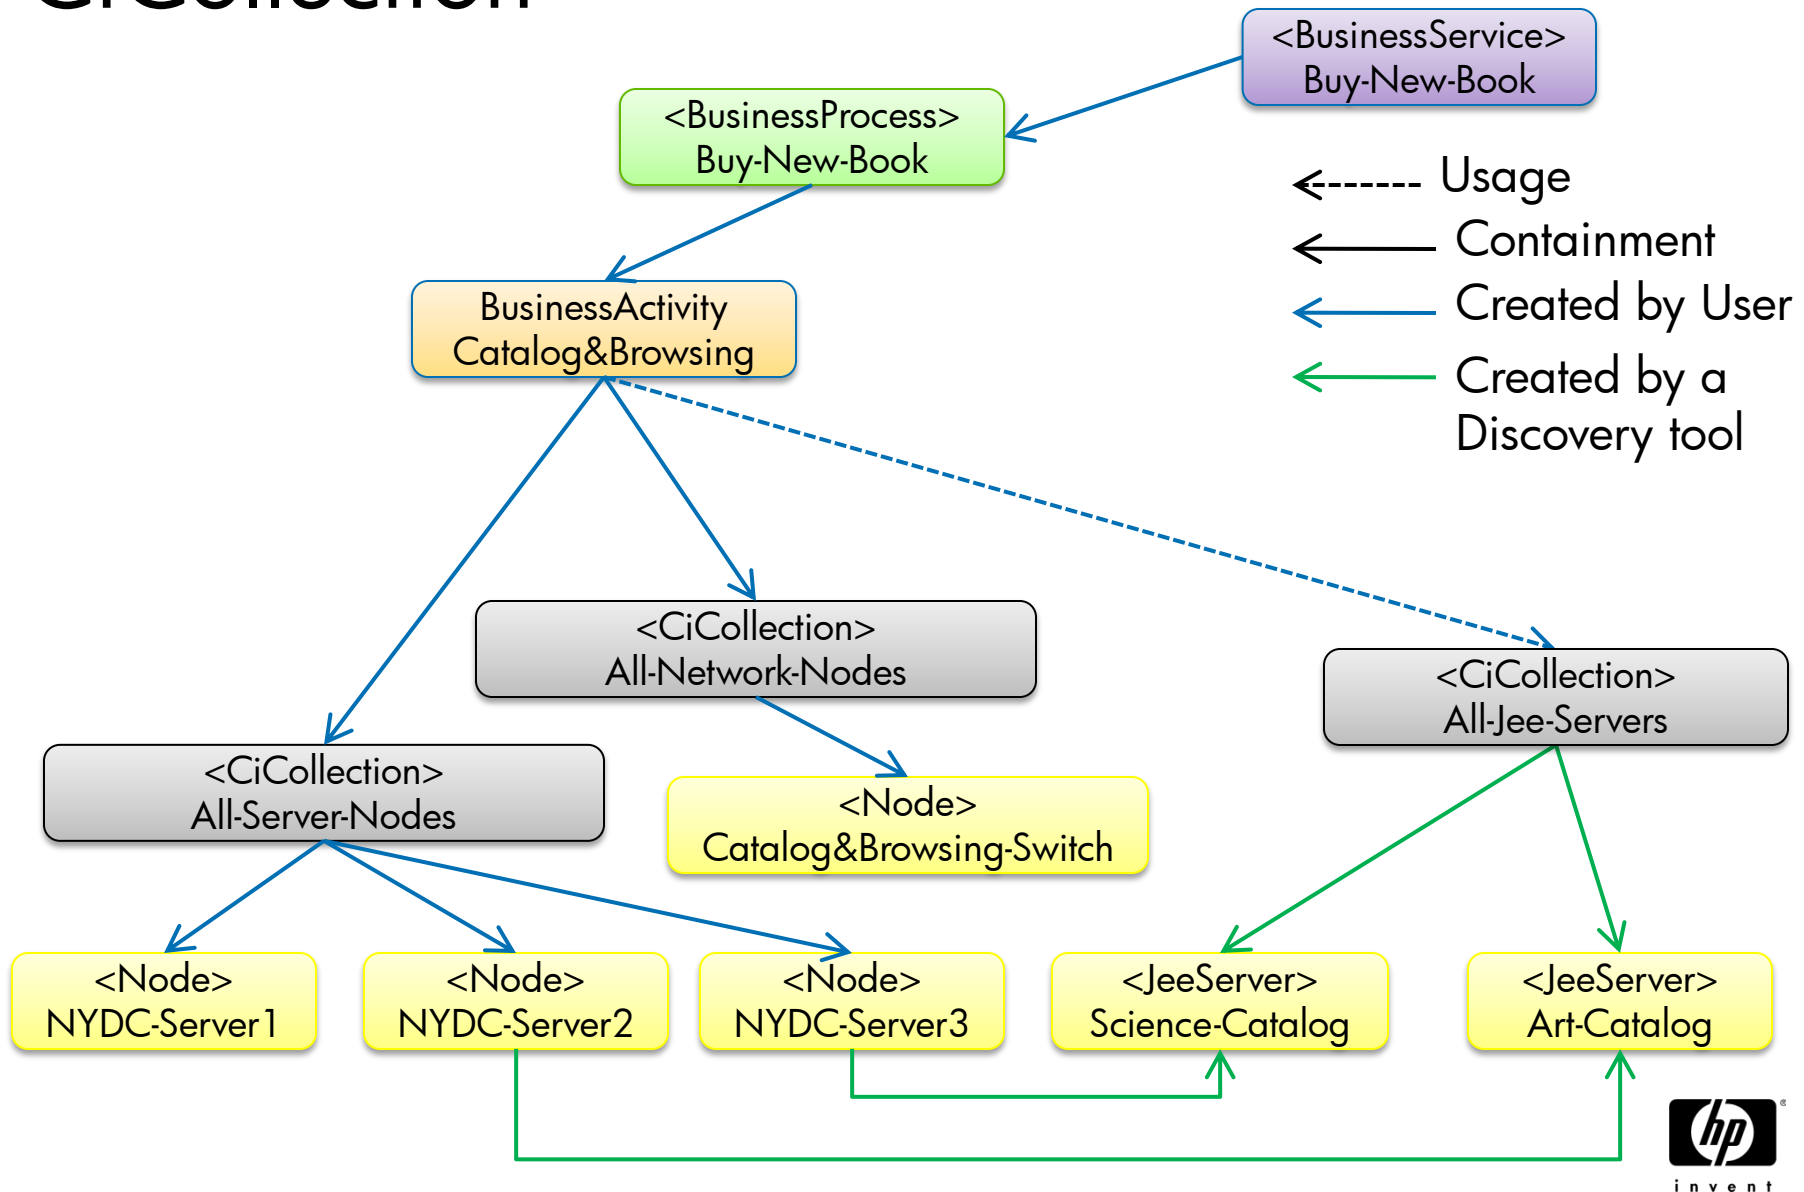 CiCollection
<BusinessService>
Buy-New-Book
<BusinessProcess>
Buy-New-Book
Usage
Containment
Created by User
Created by a
Discovery tool
BusinessActivity
Catalog&Browsing
<CiCollection>
All-Network-Nodes
<CiCollection>
All-Jee-Servers
<CiCollection>
All-Server-Nodes
<Node>
Catalog&Browsing-Switch
<Node>
NYDC-Server1
<Node>
NYDC-Server2
<Node>
NYDC-Server3
<JeeServer>
Science-Catalog
<JeeServer>
Art-Catalog
hp
®
invent